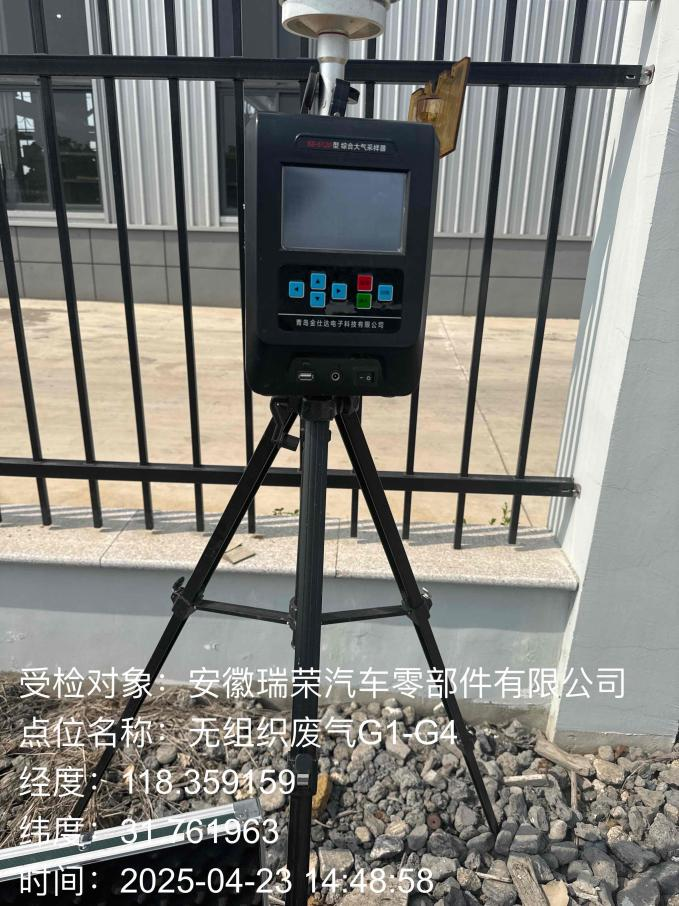 型 综合大气采样器
青岛金仕达电子科技有限公司
受检对象：安徽瑞荣汽车零部件有限公司
点位名称：无组织废气G1-G4
经度：118.359159
纬度：31.761963
时间：2025-04-23 14:48:58